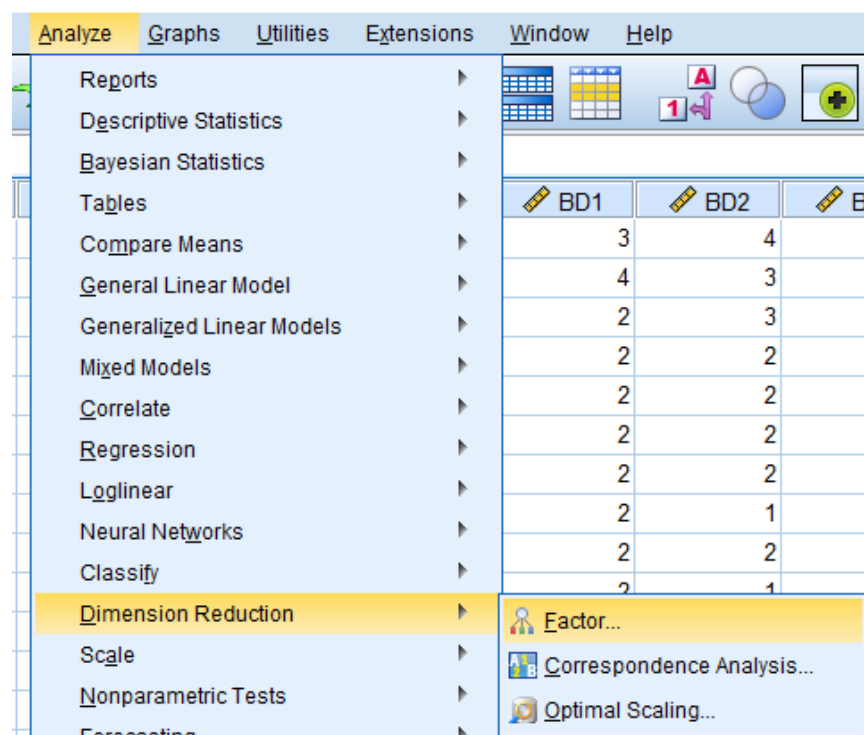 Analyze Graphs Utilities Extensions Window Help
A
1
Reports
Descriptive Statistics
Bayesian Statistics
Tables
BD1 BD2
Compare Means
3 4
General Linear Model
4 3
Generalized Linear Models
2 3
Mixed Models
2 2
Correlate
2 2
Regression
2 2
Loglinear
2 2
Neural Networks
2 1
Classify
2 2
2 1
Dimension Reduction
Factor...
Scale
Correspondence Analysis...
Nonparametric Tests
Optimal Scaling...